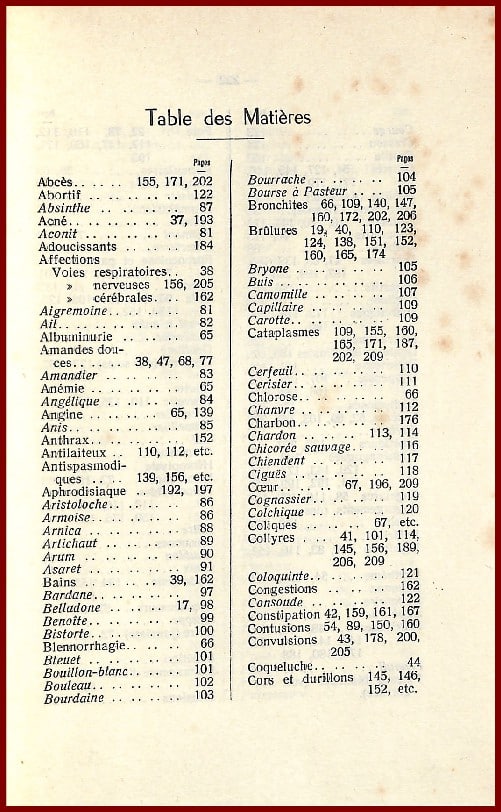 Table des Matières
Pages
Abcès..... 155, 171, 202
Abortif ........ 122
Absinthe ........ 87
Acné........ 37, 193
Aconit ........ 81
Adoucissants ..... 184
Affections
Voies respiratoires.. 38
» nerveuses 156, 205
» cérébrales... 162
Aigremoine....... 81
Ail........... 82
Albuminurie ...... 65
Amandes dou-
ces..... 38, 47, 68, 77
Amandier ....... 83
Anémie ........ 65
Angélique ....... 84
Angine ....... 65, 139
Anis.......... 85
Anthrax........ 152
Antilaiteux .. 110, 112, etc.
Antispasmodi-
ques .... 139, 156, etc.
Aphrodisiaque .. 192, 197
Aristoloche....... 86
Armoise........ 86
Arnica ........ 88
Artichaut ....... 89
Arum ......... 90
Asaret ......... 91
Bains ....... 39, 162
Bardane........ 97
Belladone ...... 17, 98
Benoîte........ 99
Bistorte ....... 100
Blennorrhagie..... 66
Bleuet ........ 101
Bouillon-blanc..... 101
Bouleau........ 102
Bourdaine ....... 103
Pages
Bourrache ....... 104
Bourse à Pasteur .. .. 105
Bronchites 66, 109, 140, 147,
160, 172, 202, 206
Brûlures 19, 40, 110, 123,
124, 138, 151, 152,
160, 165, 174
Bryone ........ 105
Buis ......... 106
Camomille ....... 107
Capillaire ....... 109
Carotte........ 109
Cataplasmes 109, 155, 160,
165, 171, 187,
202, 209
Cerfeuil........ 110
Cerisier........ 111
Chlorose........ 66
Chanvre ....... 112
Charbon........ 176
Chardon ...... 113, 114
Chicorée sauvage.... 116
Chiendent ....... 117
Ciguës ........ 118
Cœur...... 67, 196, 209
Cognassier....... 119
Colchique ....... 120
Coliques ...... 67, etc.
Collyres ... 41, 101, 114,
145, 156, 189,
206, 209
Coloquinte....... 121
Congestions ...... 162
Consoude ....... 122
Constipation 42, 159, 161, 167
Contusions 54, 89, 150, 160
Convulsions 43, 178, 200,
205
Coqueluche....... 44
Cors et durillons 145, 146,
152, etc.